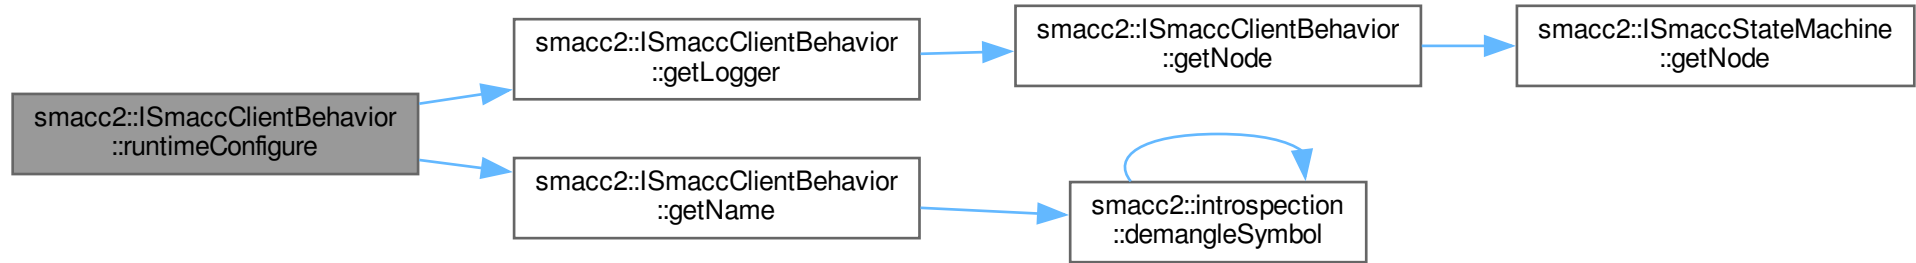 smacc2::ISmaccClientBehavior
::runtimeConfigure
smacc2::ISmaccClientBehavior
::getLogger
smacc2::ISmaccClientBehavior
::getNode
smacc2::ISmaccStateMachine
::getNode
smacc2::ISmaccClientBehavior
::getName
smacc2::introspection
::demangleSymbol